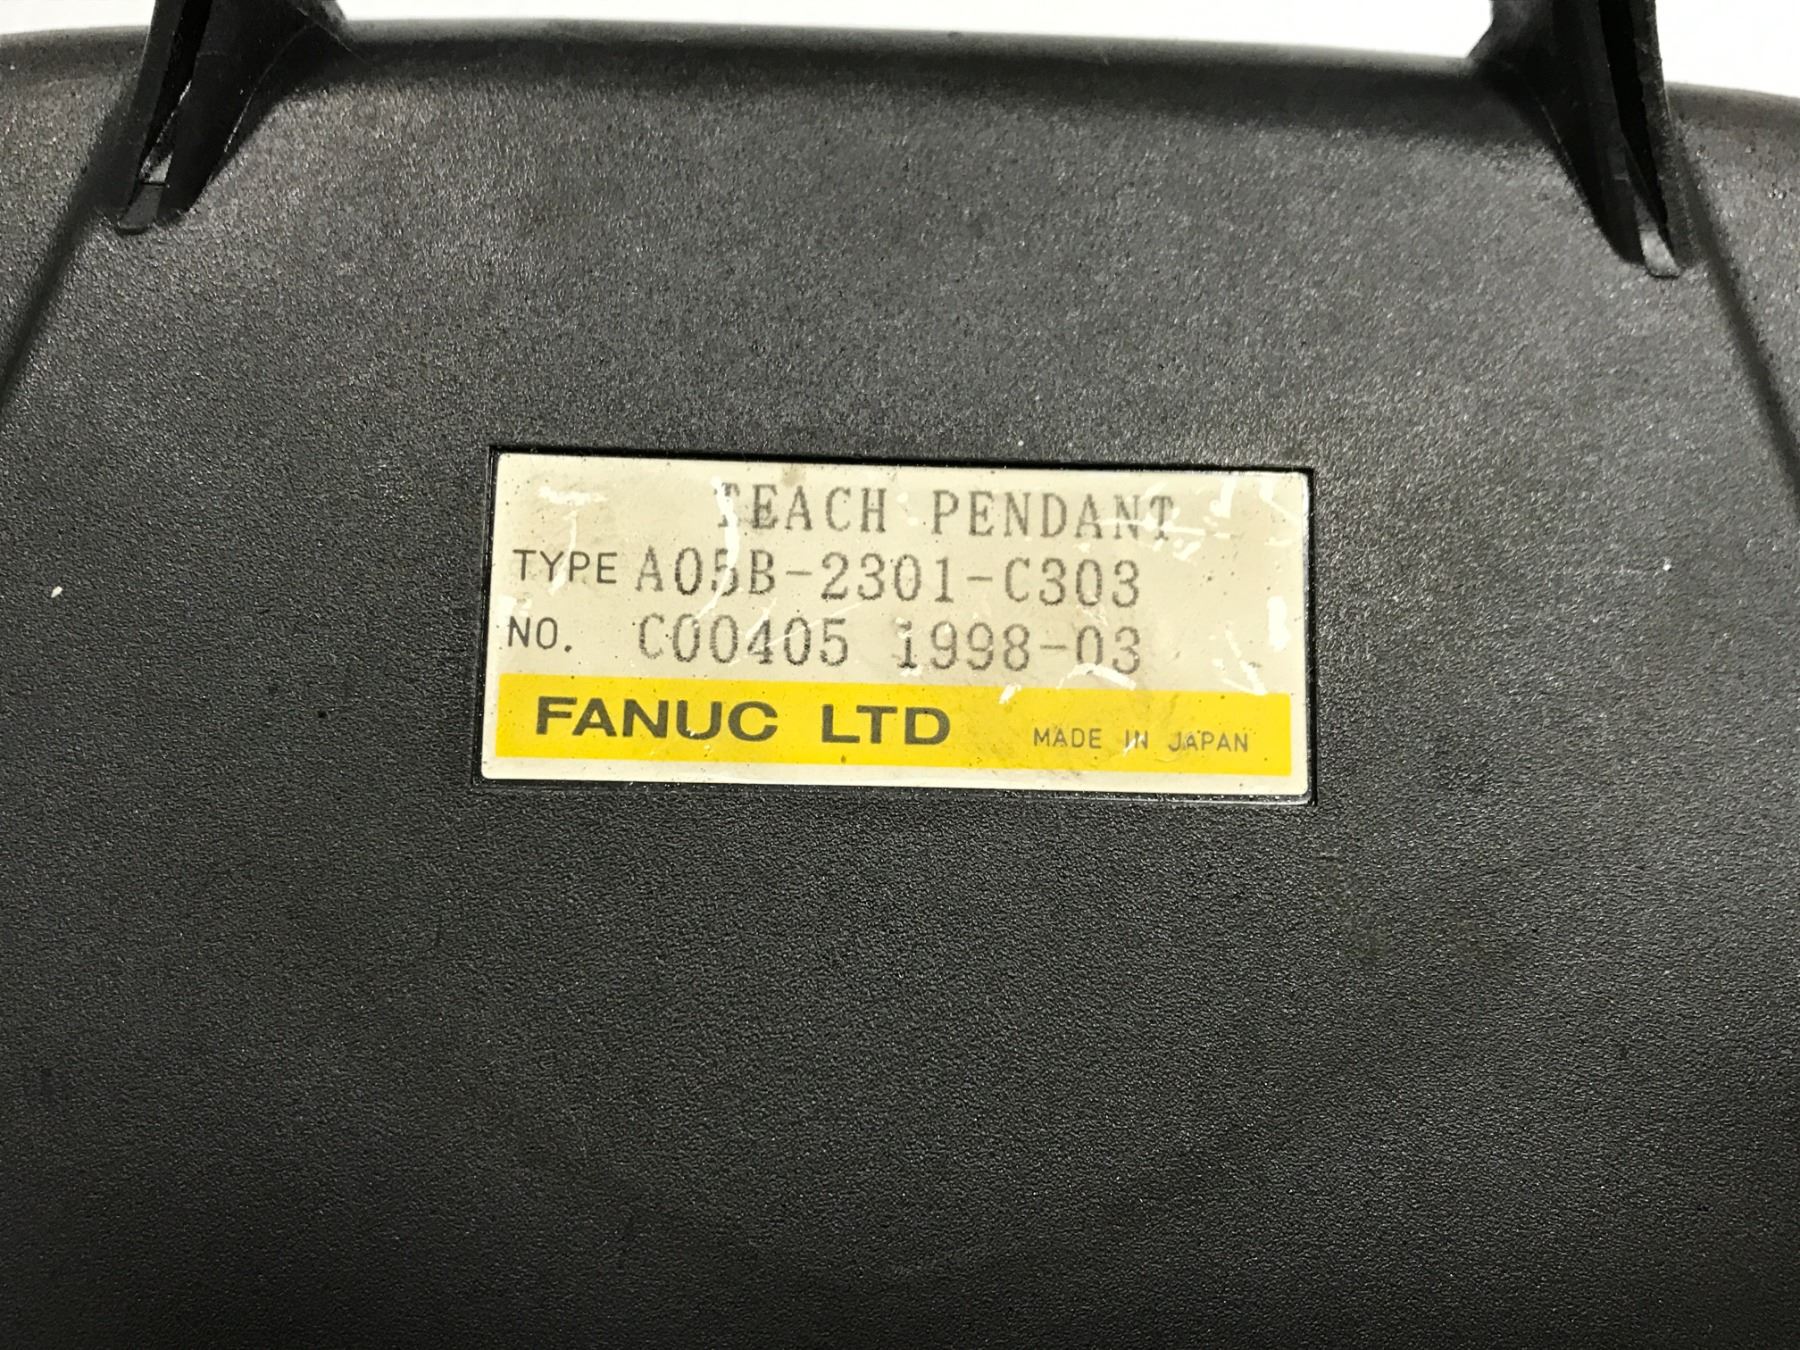 TEACH PENDANT
TYPE A05B-2301-C303
NO. C00405 1998-03
FANUC LTD MADE IN JAPAN